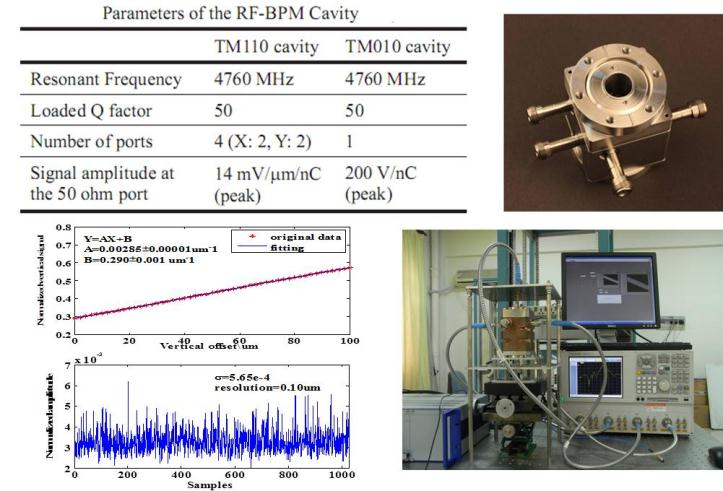 Parameters of the RF-BPM Cavity
TM110 cavity TM010 cavity
Resonant Frequency 4760 MHz 4760 MHz
Loaded Q factor 50 50
Number of ports 4 (X: 2, Y: 2) 1
Signal amplitude at 14 mV/μm/nC 200 V/nC
the 50 ohm port (peak) (peak)
0.8
0.7
0.6
0.5
0.4
0.3
0.2
Y=AX+B
A=0.00285±0.00001um-1
B=0.290±0.001 um-1
original data
fitting
0 20 40 60 80 100
Vertical offset/um
x 10-3
7
6
5
4
3
2
σ=5.65e-4
resolution=0.10um
Normalized amplitude
0 200 400 600 800 1000
Samples